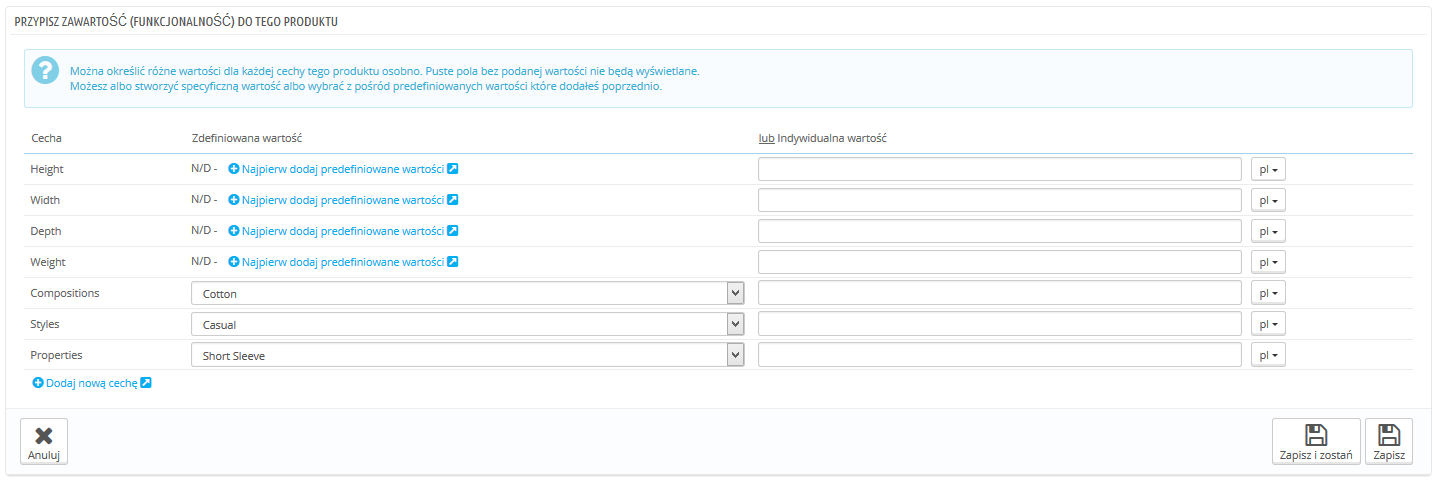 PRZYPISZ ZAWARTOŚĆ (FUNKCJONALNOŚĆ) DO TEGO PRODUKTU
?
Można określić różne wartości dla każdej cechy tego produktu osobno. Puste pola bez podanej wartości nie będą wyświetlane.
Możesz albo stworzyć specyficzną wartość albo wybrać z pośród predefiniowanych wartości które dodałeś poprzednio.
Cecha Zdefiniowana wartość lub Indywidualna wartość
Height N/D - Najpierw dodaj predefiniowane wartości pl
Width N/D - Najpierw dodaj predefiniowane wartości pl
Depth N/D - Najpierw dodaj predefiniowane wartości pl
Weight N/D - Najpierw dodaj predefiniowane wartości pl
Compositions Cotton pl
Styles Casual pl
Properties Short Sleeve pl
Dodaj nową cechę
Anuluj Zapisz i zostań Zapisz